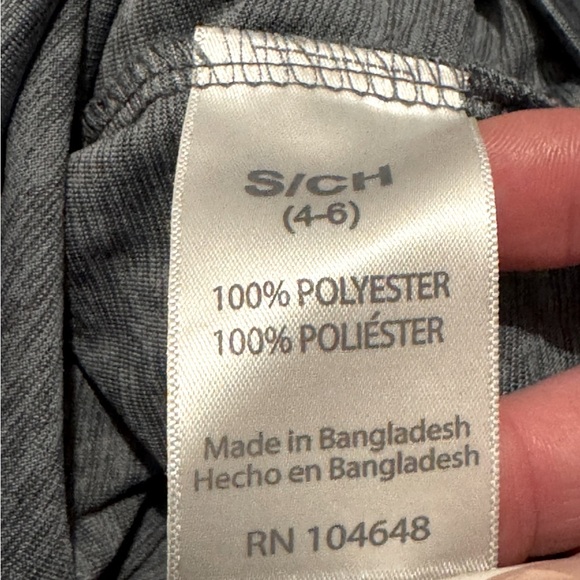 S/CH
(4-6)
100% POLYESTER
100% POLIÉSTER
Made in Bangladesh
Hecho en Bangladesh
RN 104648